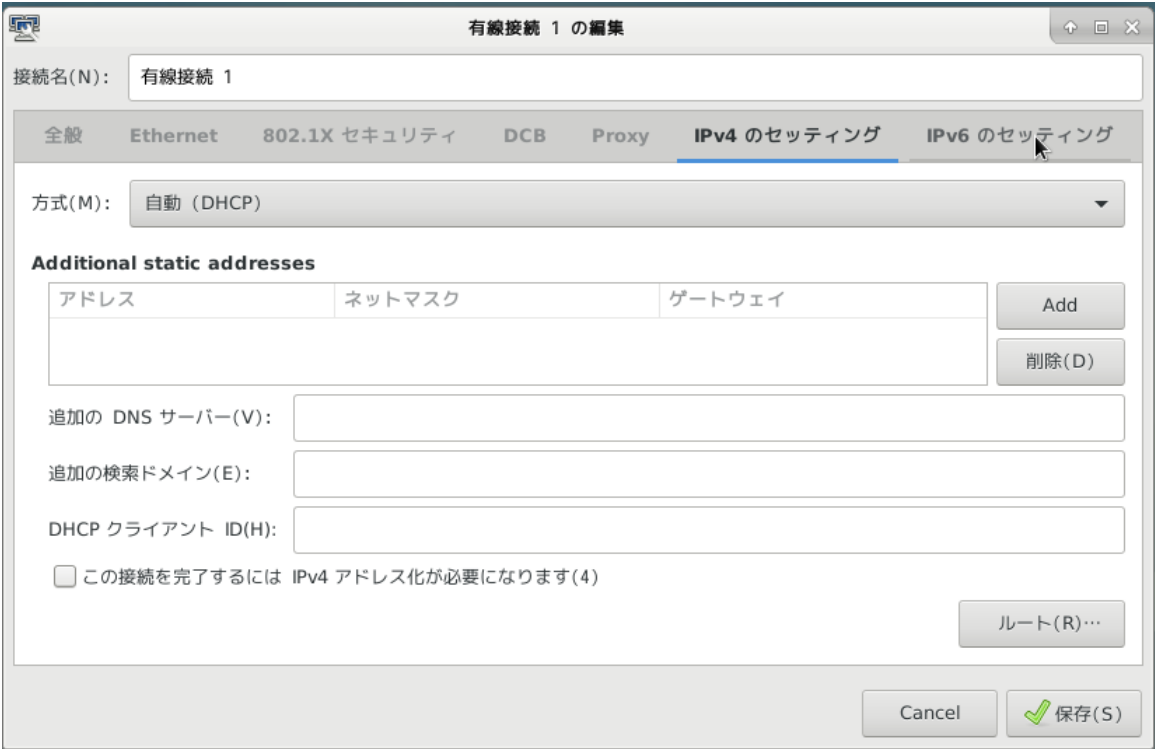 有線接続 1 の編集
接続名(N): 有線接続 1
全般 Ethernet 802.1X セキュリティ DCB Proxy IPv4 のセッティング IPv6 のセッティング
方式(M): 自動 (DHCP)
Additional static addresses
アドレス ネットマスク ゲートウェイ
Add
削除(D)
追加の DNS サーバー(V):
追加の検索ドメイン(E):
DHCP クライアント ID(H):
この接続を完了するには IPv4 アドレス化が必要になります(4)
ルート(R)…
Cancel 保存(S)